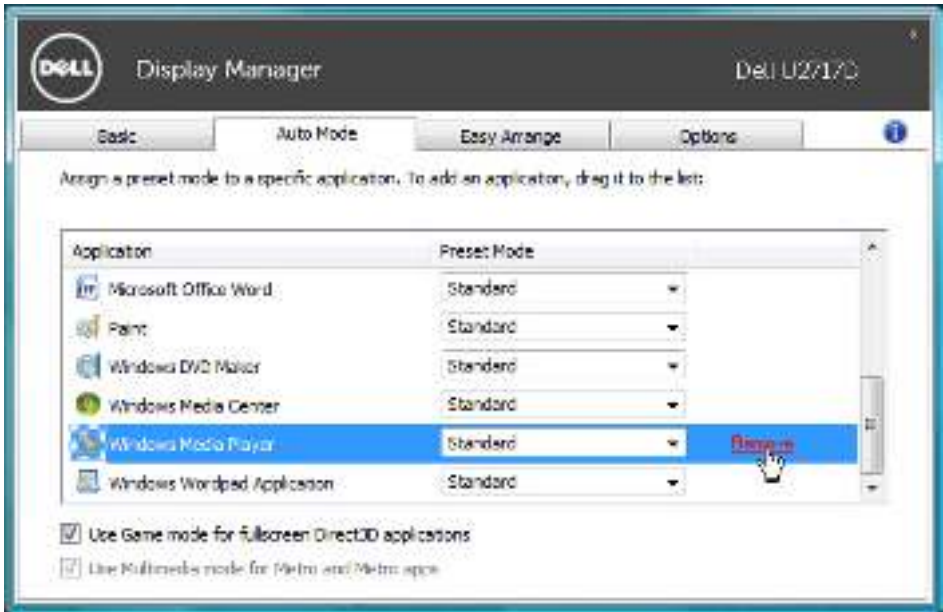 DELL
Display Manager
Dell U2717D
Basic
Auto Mode
Easy Arrange
Options
Assign a preset mode to a specific application. To add an application, drag it to the list:
Application
Preset Mode
Microsoft Office Word
Standard
Paint
Standard
Windows DVD Maker
Standard
Windows Media Center
Standard
Windows Media Player
Standard
Remove
Windows Wordpad Application
Standard
Use Game mode for fullscreen Direct3D applications
Use Multimedia mode for Metro and Metro apps